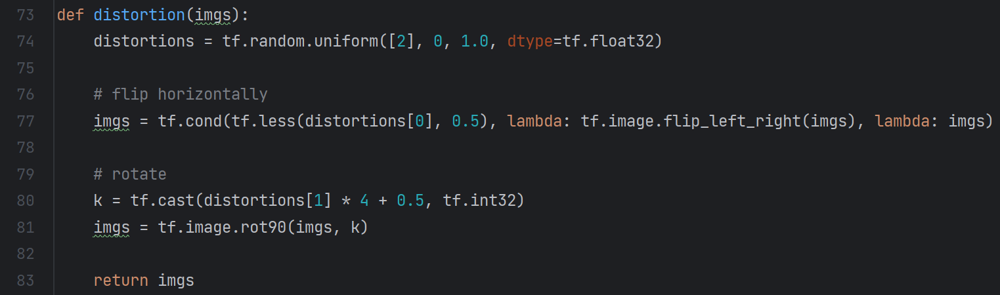 73 def distortion(imgs):
74     distortions = tf.random.uniform([2], 0, 1.0, dtype=tf.float32)
75
76     # flip horizontally
77     imgs = tf.cond(tf.less(distortions[0], 0.5), lambda: tf.image.flip_left_right(imgs), lambda: imgs)
78
79     # rotate
80     k = tf.cast(distortions[1] * 4 + 0.5, tf.int32)
81     imgs = tf.image.rot90(imgs, k)
82
83     return imgs